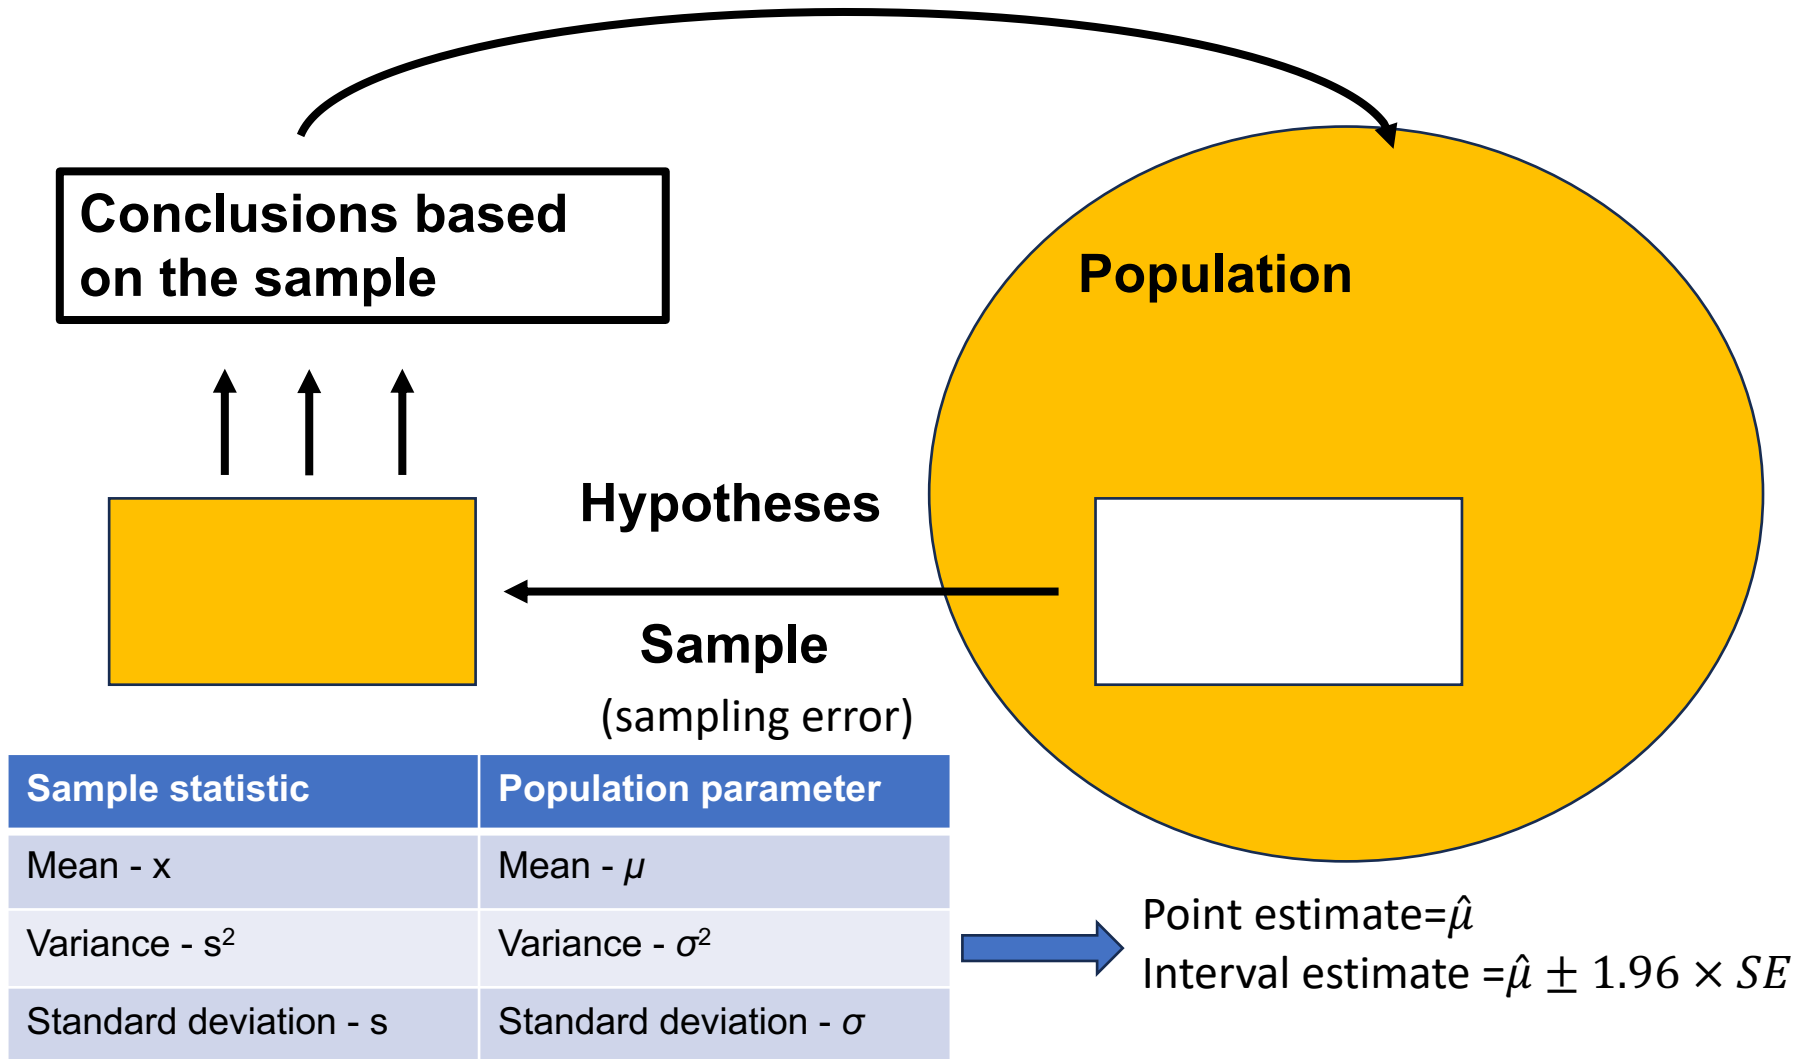 Conclusions based
on the sample
Population
Hypotheses
Sample
(sampling error)
Sample statistic Population parameter
Mean - x Mean - μ
Variance - s² Variance - σ²
Standard deviation - s Standard deviation - σ
Point estimate=μ̂
Interval estimate =μ̂ ± 1.96 × SE